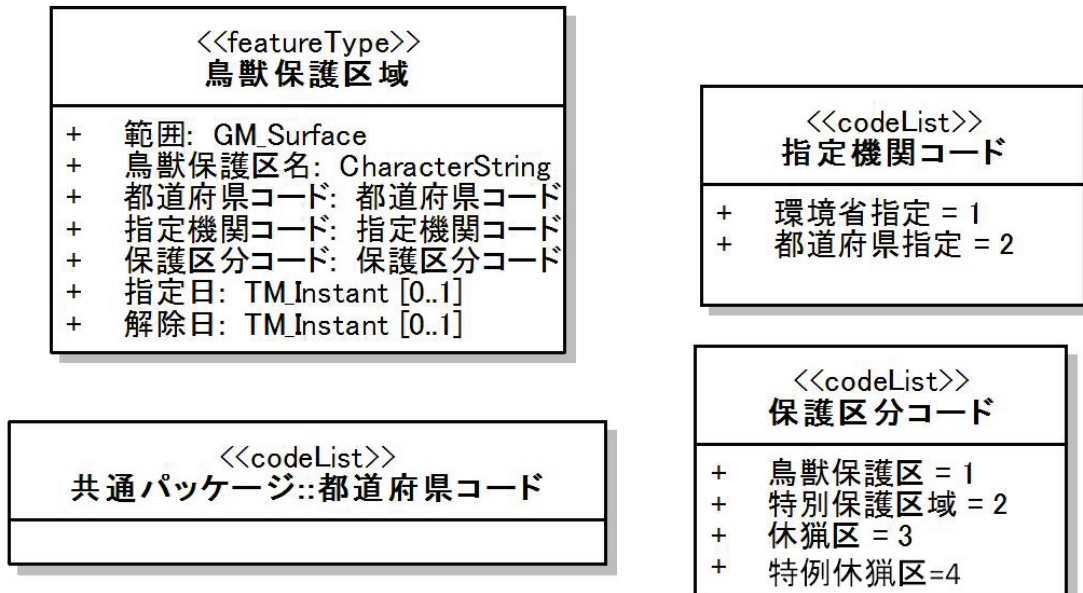 <<featureType>>
鳥獣保護区域
+ 範囲: GM_Surface
+ 鳥獣保護区名: CharacterString
+ 都道府県コード: 都道府県コード
+ 指定機関コード: 指定機関コード
+ 保護区分コード: 保護区分コード
+ 指定日: TM_Instant [0..1]
+ 解除日: TM_Instant [0..1]
<<codeList>>
指定機関コード
+ 環境省指定 = 1
+ 都道府県指定 = 2
<<codeList>>
共通パッケージ::都道府県コード
<<codeList>>
保護区分コード
+ 鳥獣保護区 = 1
+ 特別保護区域 = 2
+ 休猟区 = 3
+ 特例休猟区=4